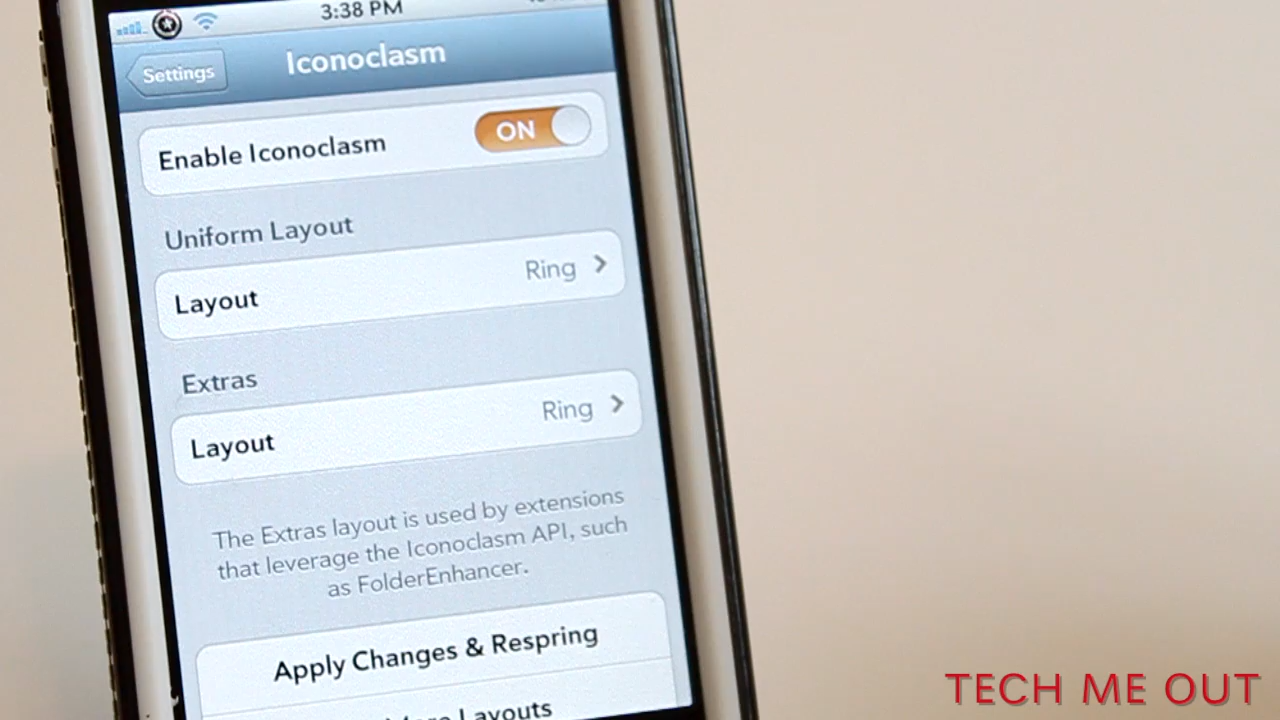 3:38 PM
Settings
Iconoclasm
Enable Iconoclasm
ON
Uniform Layout
Layout
Ring
Extras
Layout
Ring
The Extras layout is used by extensions
that leverage the Iconoclasm API, such
as FolderEnhancer.
Apply Changes & Respring
Layouts
TECH ME OUT